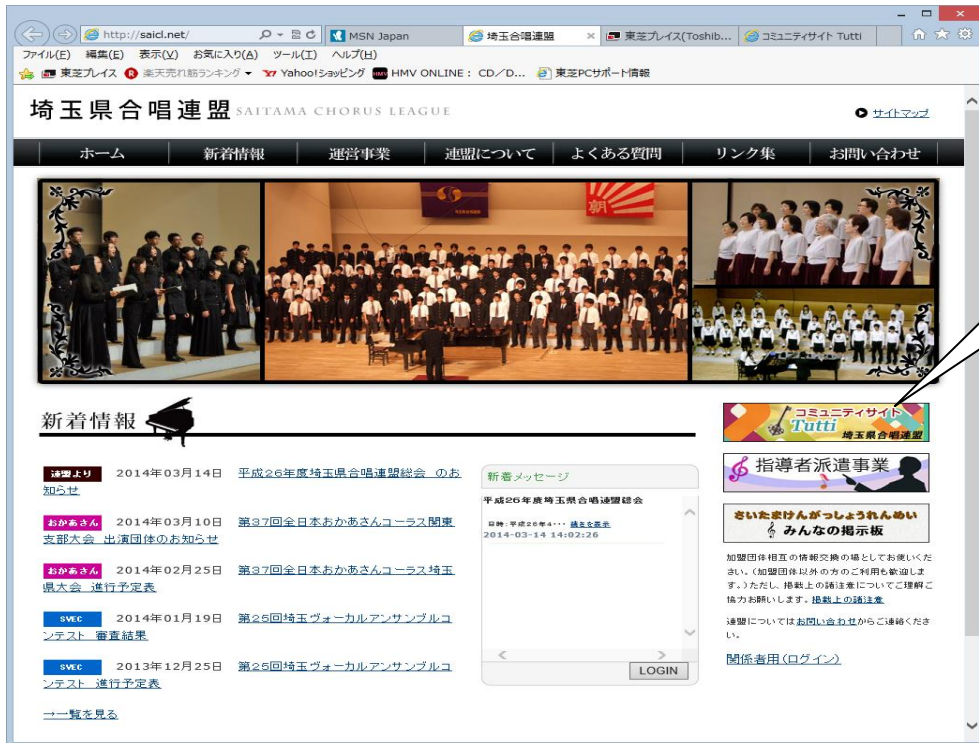 http://saicl.net/
MSN Japan
埼玉合唱連盟
東芝プレイス(Toshib...
コミュニティサイト Tutti
ファイル(F) 編集(E) 表示(V) お気に入り(A) ツール(T) ヘルプ(H)
東芝プレイス 楽天売れ筋ランキング Yahoo!ショッピング HMV ONLINE： CD／D... 東芝PCサポート情報
埼玉県合唱連盟 SAITAMA CHORUS LEAGUE
サイトマップ
ホーム 新着情報 運営事業 連盟について よくある質問 リンク集 お問い合わせ
朝
新着情報
連盟より 2014年03月14日 平成26年度埼玉県合唱連盟総会 のお
知らせ
おかあさん 2014年03月10日 第37回全日本おかあさんコーラス関東
支部大会 出演団体のお知らせ
おかあさん 2014年02月25日 第37回全日本おかあさんコーラス埼玉
県大会 進行予定表
SVEC 2014年01月19日 第25回埼玉ヴォーカルアンサンブルコ
ンテスト 審査結果
SVEC 2013年12月25日 第25回埼玉ヴォーカルアンサンブルコ
ンテスト 進行予定表
→一覧を見る
新着メッセージ
平成26年度埼玉県合唱連盟総会
日時：平成26年4・・・ 続きを表示
2014-03-14 14:02:26
LOGIN
コミュニティサイト
Tutti
埼玉県合唱連盟
指導者派遣事業
さいたまけんがっしょうれんめい
みんなの掲示板
加盟団体相互の情報交換の場としてお使いくだ
さい。(加盟団体以外の方のご利用も歓迎しま
す。)ただし、掲載上の諸注意についてご理解ご
協力お願いします。掲載上の諸注意
連盟についてはお問い合わせからご連絡くださ
い。
関係者用(ログイン)